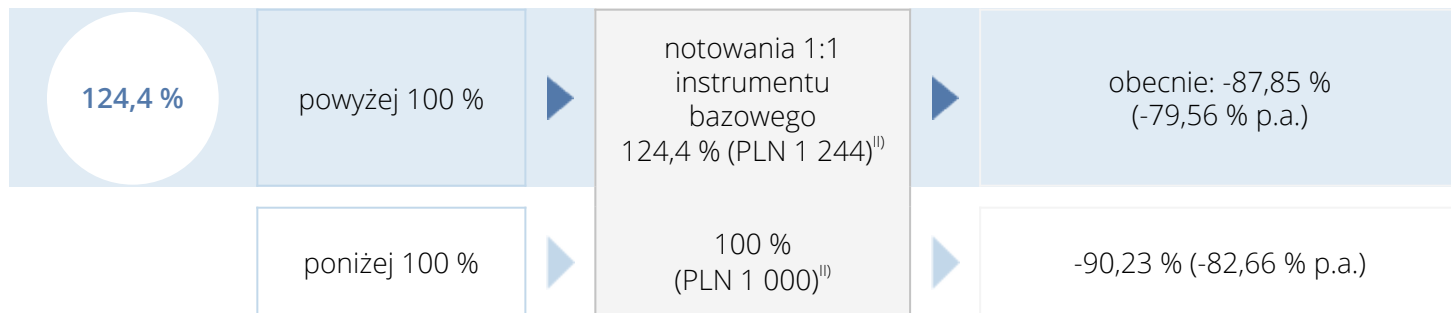 124,4 %
powyżej 100 %
notowania 1:1
instrumentu
bazowego
124,4 % (PLN 1 244)II)
obecnie: -87,85 %
(-79,56 % p.a.)
poniżej 100 %
100 %
(PLN 1 000)II)
-90,23 % (-82,66 % p.a.)